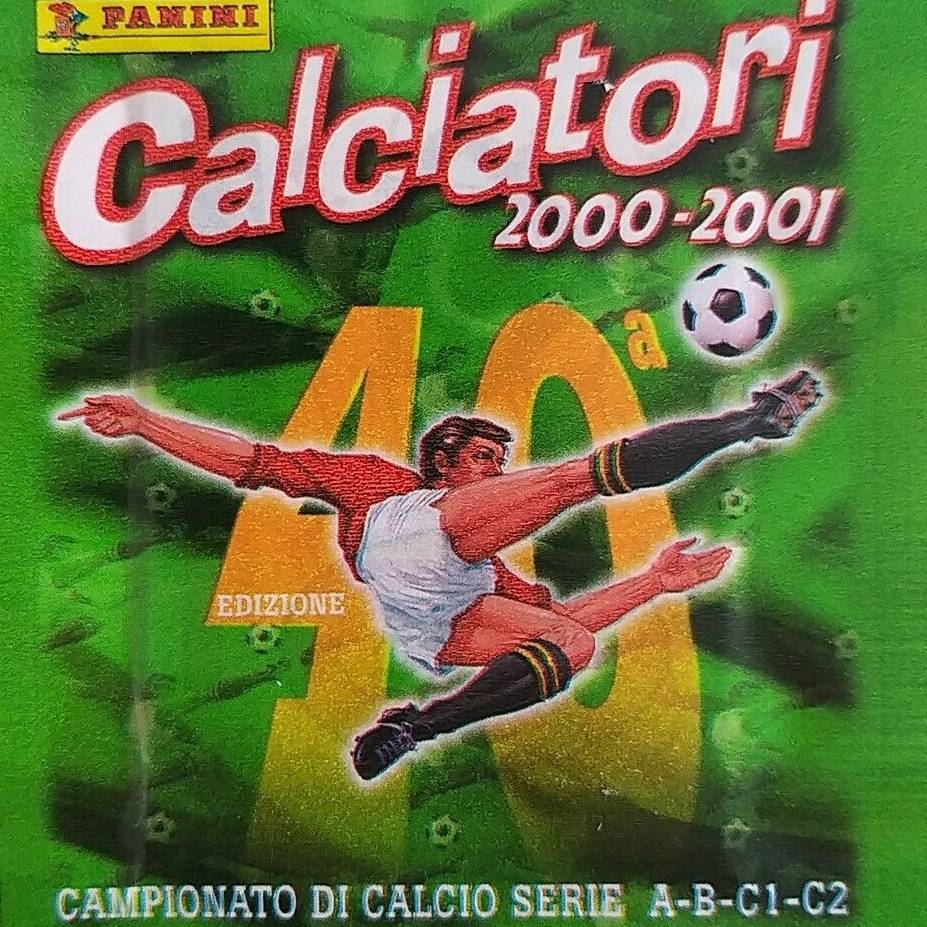 PANINI
Calciatori
2000-2001
40ª
EDIZIONE
CAMPIONATO DI CALCIO SERIE A-B-C1-C2